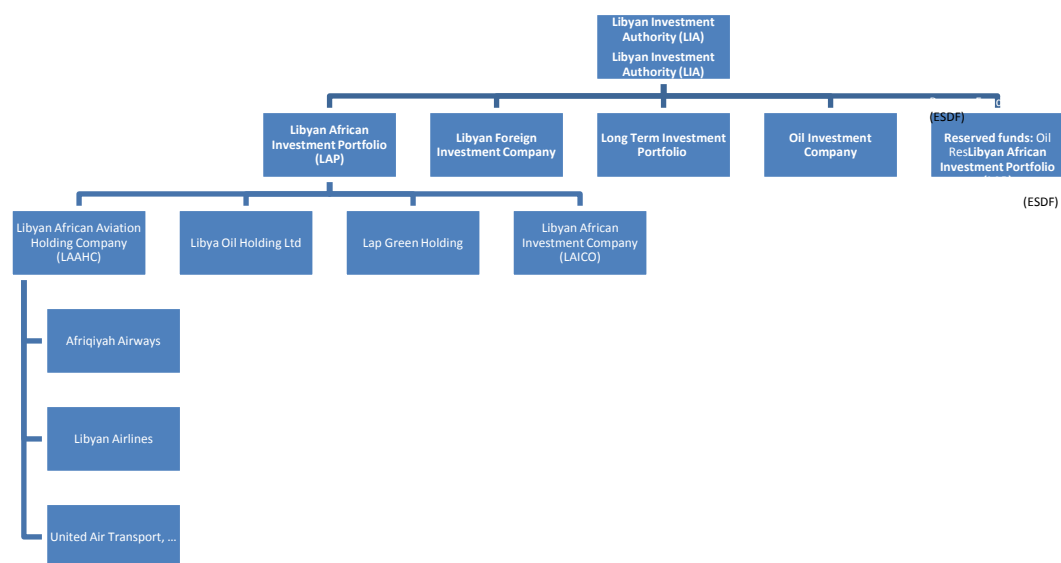 Libyan Investment
Authority (LIA)
Libyan Investment
Authority (LIA)
(ESDF)
Libyan African
Investment Portfolio
(LAP)
Libyan Foreign
Investment Company
Long Term Investment
Portfolio
Oil Investment
Company
Reserved funds: Oil
ResLibyan African
Investment Portfolio
(ESDF)
Libyan African Aviation
Holding Company
(LAAHC)
Libya Oil Holding Ltd
Lap Green Holding
Libyan African
Investment Company
(LAICO)
Afriqiyah Airways
Libyan Airlines
United Air Transport, ...